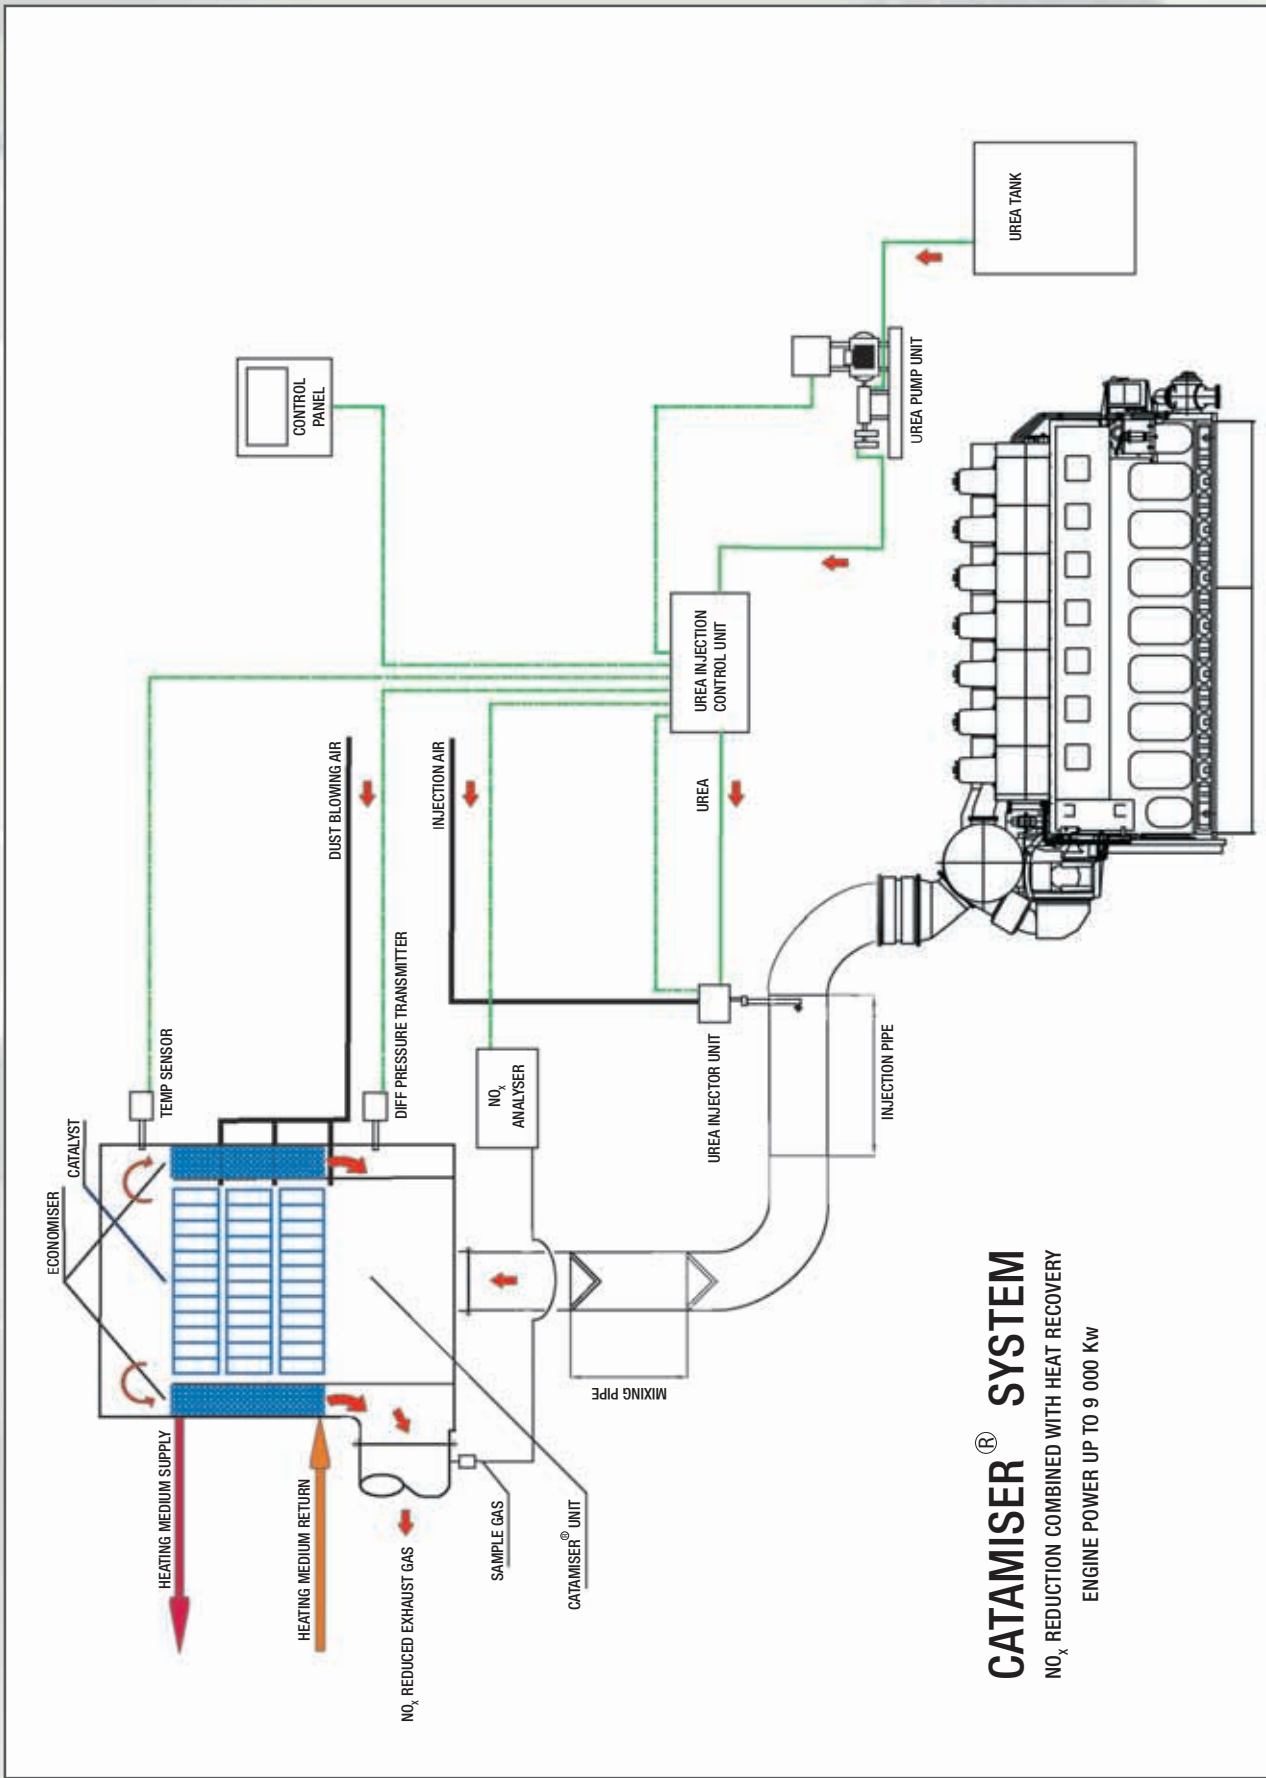 ECONOMISER
CATALYST
TEMP SENSOR
DUST BLOWING AIR
DIFF PRESSURE TRANSMITTER
INJECTION AIR
CONTROL
PANEL
HEATING MEDIUM SUPPLY
HEATING MEDIUM RETURN
NOₓ REDUCED EXHAUST GAS
SAMPLE GAS
CATAMISER® UNIT
NOₓ
ANALYSER
MIXING PIPE
UREA INJECTOR UNIT
INJECTION PIPE
UREA
UREA INJECTION
CONTROL UNIT
UREA PUMP UNIT
UREA TANK
CATAMISER® SYSTEM
NOₓ REDUCTION COMBINED WITH HEAT RECOVERY
ENGINE POWER UP TO 9 000 Kw